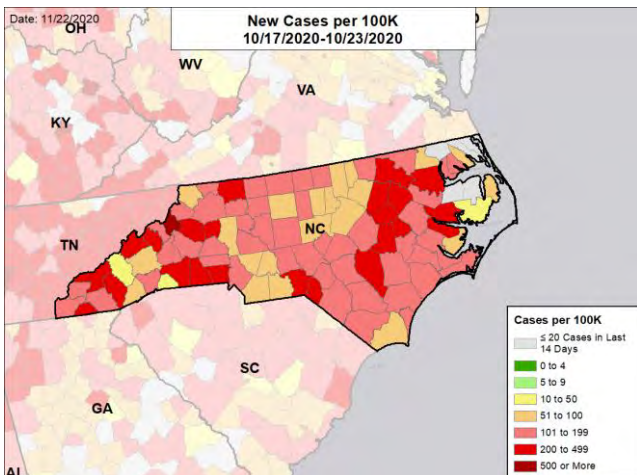 Date: 11/22/2020
New Cases per 100K
10/17/2020-10/23/2020
OH
WV
VA
KY
TN
NC
SC
GA
AL
Cases per 100K
≤ 20 Cases in Last
14 Days
0 to 4
5 to 9
10 to 50
51 to 100
101 to 199
200 to 499
500 or More